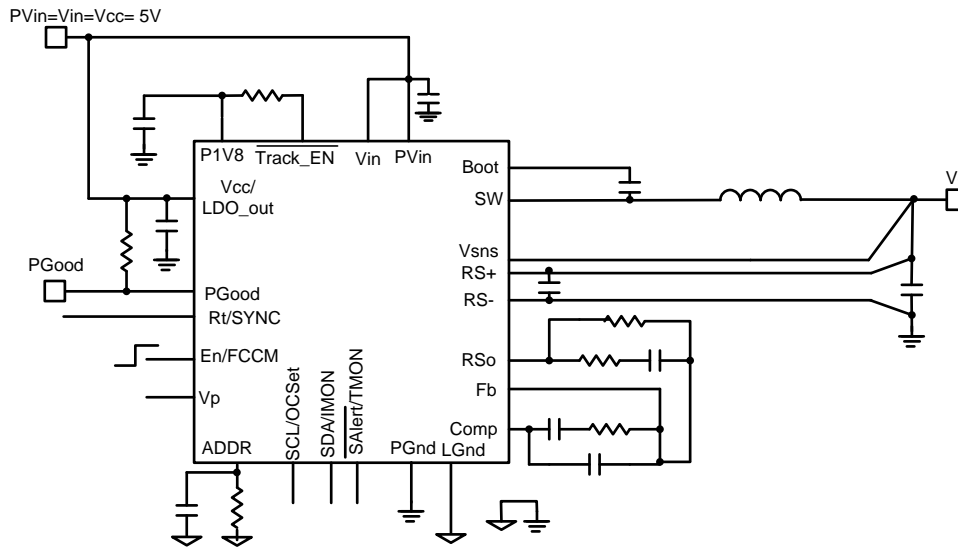 PVin=Vin=Vcc= 5V
P1V8
Track_EN
Vin
PVin
Boot
Vcc/
LDO_out
SW
V
Vsns
PGood
RS+
PGood
RS-
Rt/SYNC
En/FCCM
RSo
Vp
Fb
Comp
ADDR
SCL/OCSet
SDA/IMON
SAlert/TMON
PGnd
LGnd